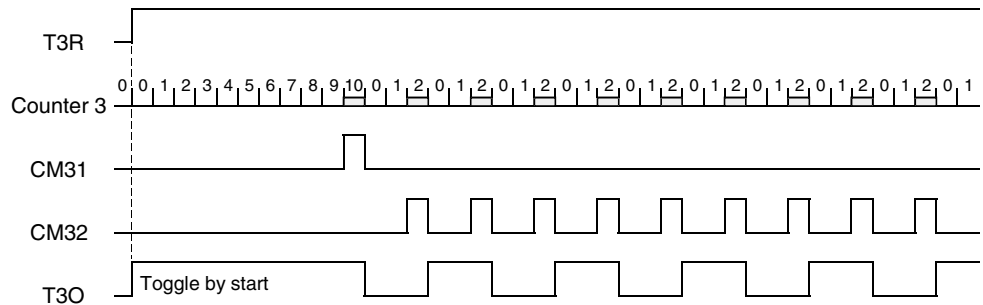 T3R
0 0 1 2 3 4 5 6 7 8 9 10 0 1 2 0 1 2 0 1 2 0 1 2 0 1 2 0 1 2 0 1 2 0 1 2 0 1 2 0 1
Counter 3
CM31
CM32
T3O
Toggle by start